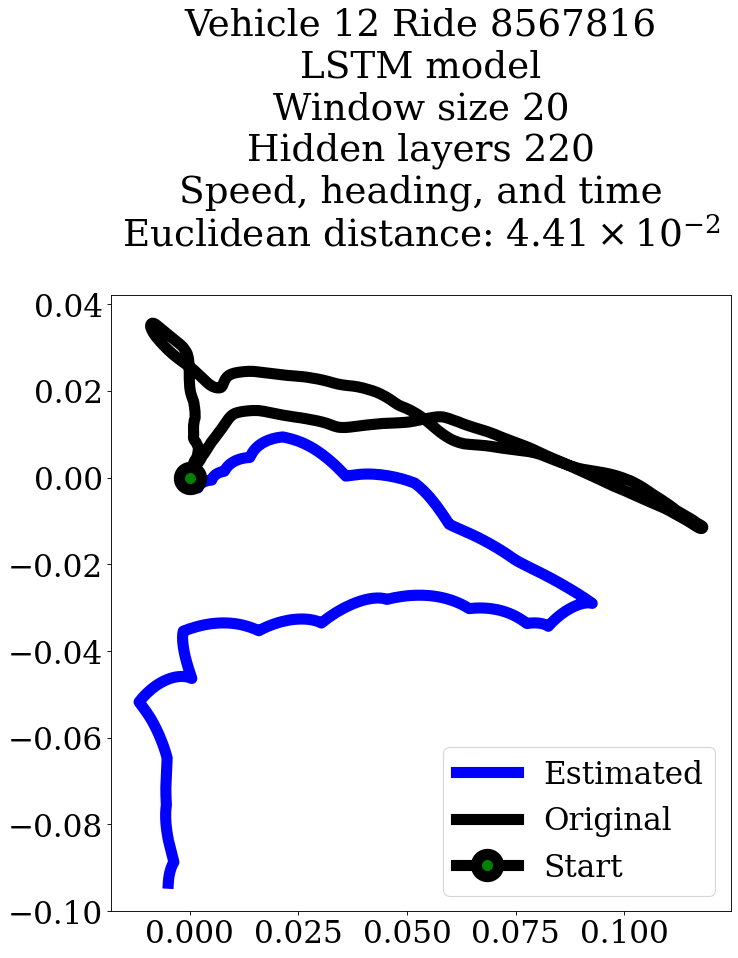 Vehicle 12 Ride 8567816
LSTM model
Window size 20
Hidden layers 220
Speed, heading, and time
Euclidean distance: 4.41 × 10⁻²
0.04
0.02
0.00
−0.02
−0.04
−0.06
−0.08
−0.10
0.000 0.025 0.050 0.075 0.100
Estimated
Original
Start